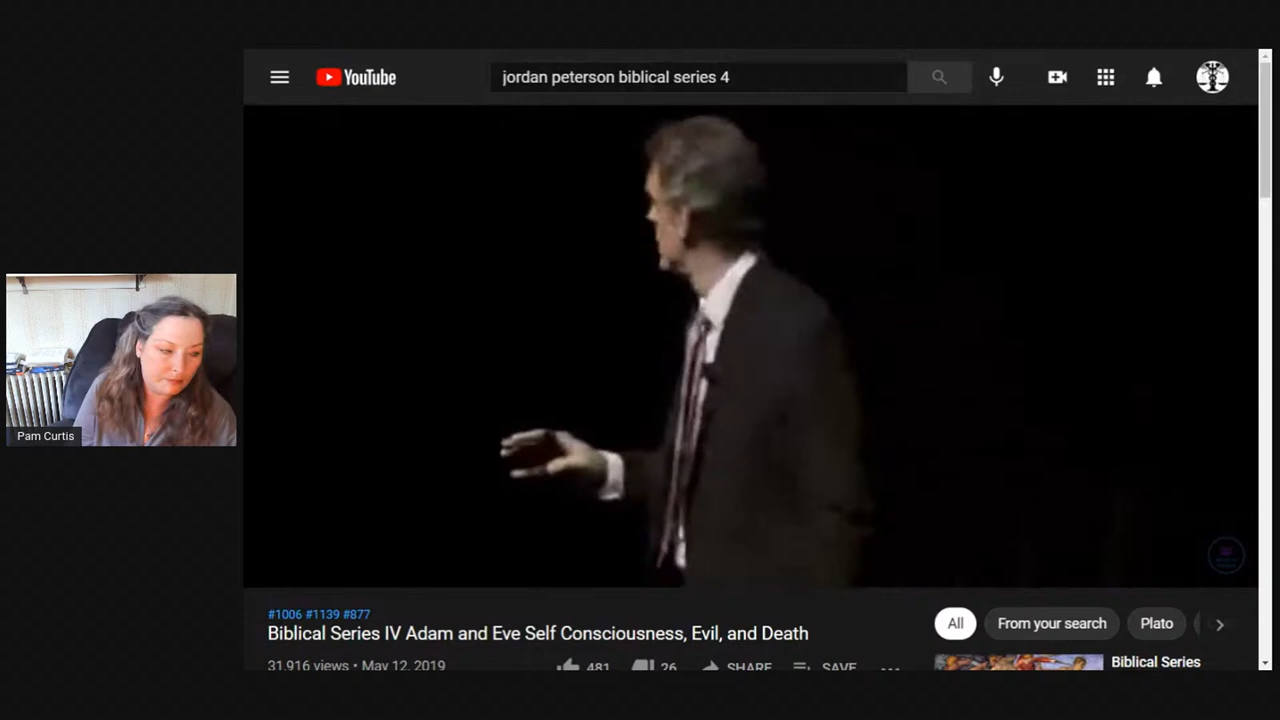 YouTube
jordan peterson biblical series 4
Pam Curtis
#1006 #1139 #877
Biblical Series IV Adam and Eve Self Consciousness, Evil, and Death
31,916 views • May 12, 2019
481
26
SHARE
SAVE
All
From your search
Plato
Biblical Series